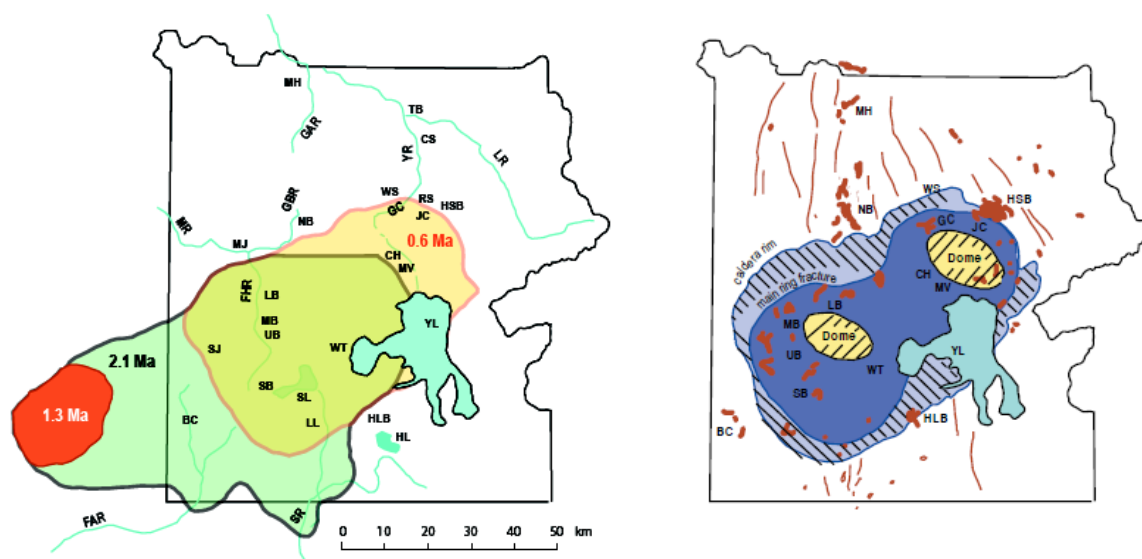 MH
TB
GAR
CS
YR
LR
WS
RS
HSB
GBR
GC
JC
MR
NB
0.6 Ma
MJ
CH
MV
FHR
LB
MB
UB
YL
SJ
WT
2.1 Ma
SB
SL
1.3 Ma
BC
LL
HLB
HL
FAR
SR
0 10 20 30 40 50 km
MH
WS
HSB
NB
GC
JC
caldera rim
Dome
main ring fracture
CH
MV
LB
MB
Dome
YL
UB
WT
SB
HLB
BC